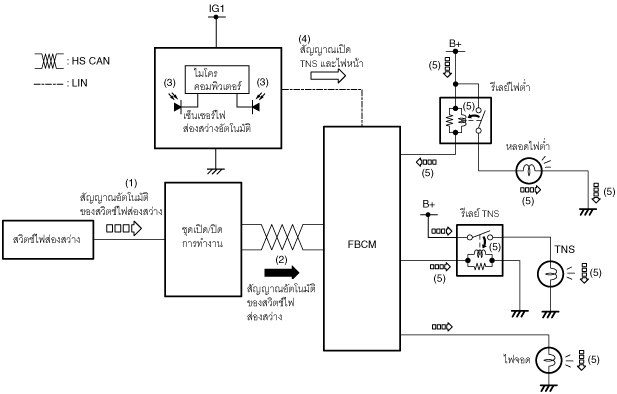 IG1
: HS CAN
: LIN
ไมโคร
คอมพิวเตอร์
(3)
(3)
เซ็นเซอร์ไฟ
ส่องสว่างอัตโนมัติ
(4)
สัญญาณเปิด
TNS และไฟหน้า
B+
(5)
รีเลย์ไฟต่ำ
(5)
(5)
หลอดไฟต่ำ
(5)
(5)
(1)
สัญญาณอัตโนมัติ
ของสวิตช์ไฟส่องสว่าง
สวิตช์ไฟส่องสว่าง
ชุดเปิด/ปิด
การทำงาน
(2)
สัญญาณอัตโนมัติ
ของสวิตช์ไฟ
ส่องสว่าง
FBCM
B+
รีเลย์ TNS
(5)
(5)
TNS
(5)
ไฟจอด
(5)